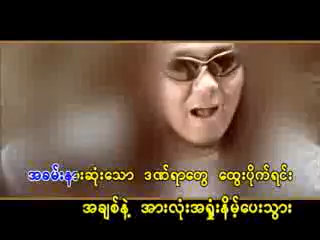 အခမ်းနားဆုံးသော ဒဏ်ရာတွေ ထွေးပိုက်ရင်း
အချစ်နဲ့ အားလုံးအရှုံးနိမ့်ပေးသွား